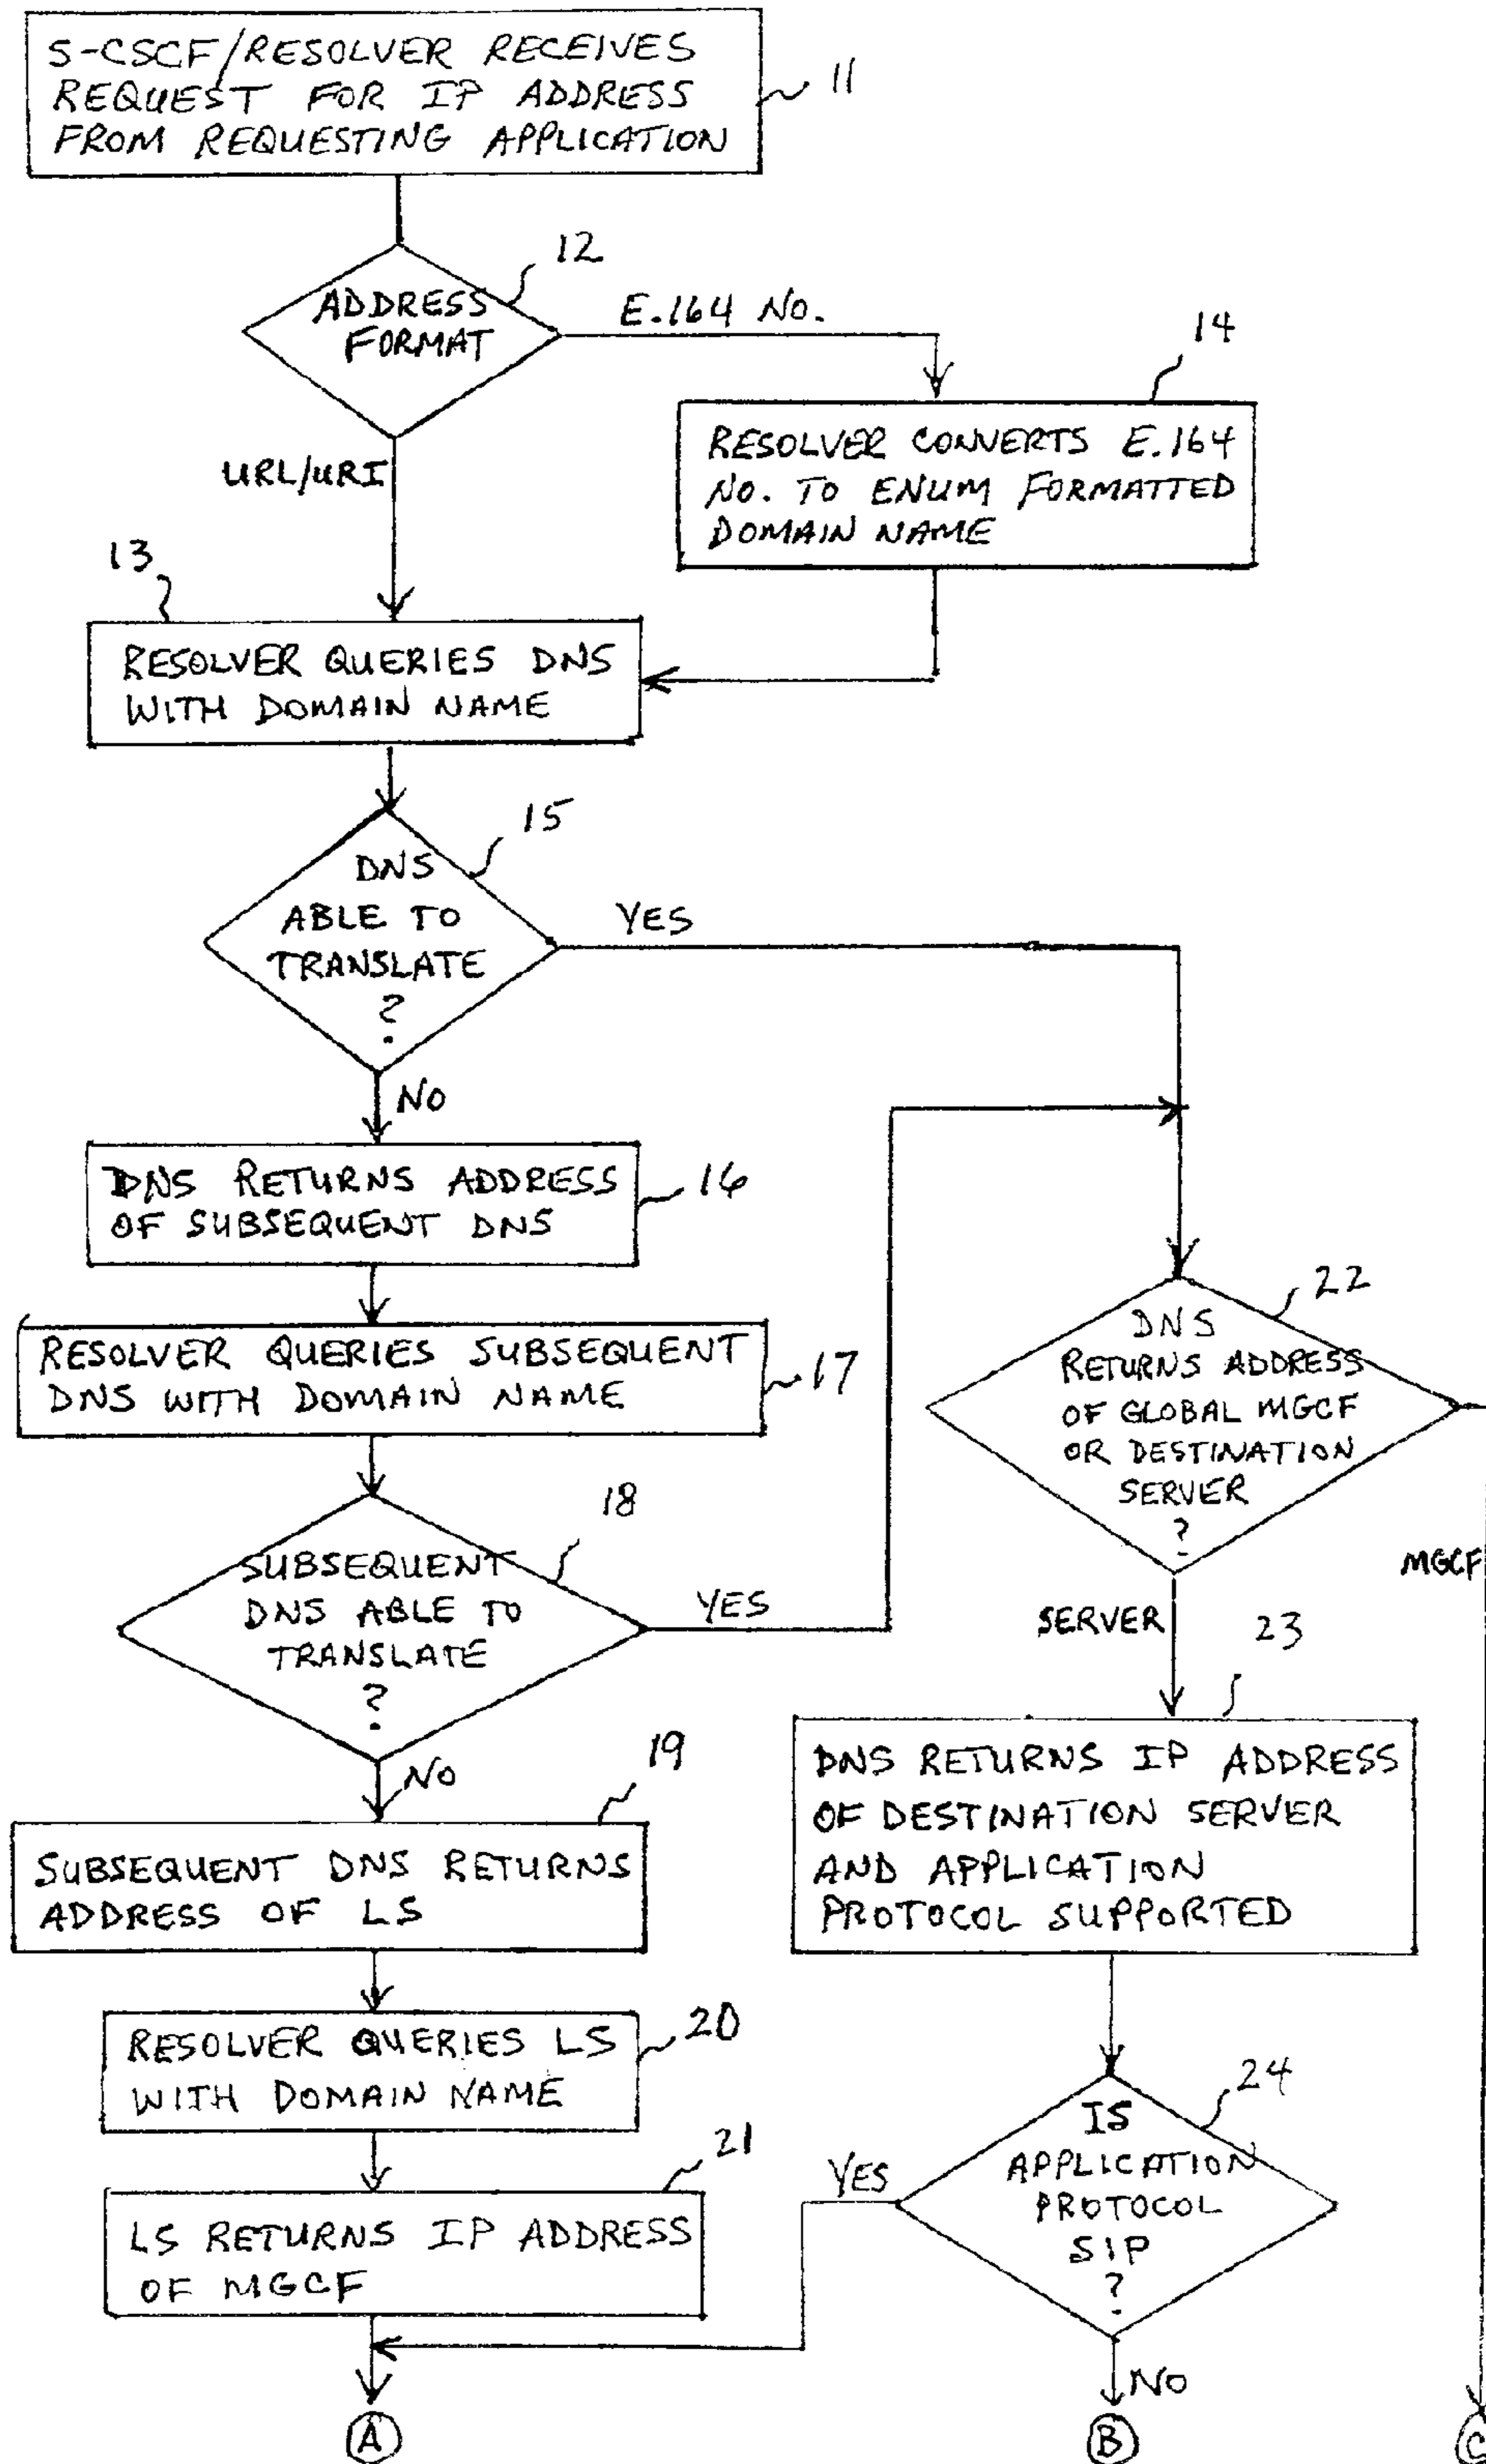 S-CSCF/RESOLVER RECEIVES
REQUEST FOR IP ADDRESS
FROM REQUESTING APPLICATION
11
12
ADDRESS
FORMAT
E.164 NO.
14
URL/URI
RESOLVER CONVERTS E.164
NO. TO ENUM FORMATTED
DOMAIN NAME
13
RESOLVER QUERIES DNS
WITH DOMAIN NAME
15
DNS
ABLE TO
TRANSLATE
?
YES
NO
DNS RETURNS ADDRESS
OF SUBSEQUENT DNS
16
RESOLVER QUERIES SUBSEQUENT
DNS WITH DOMAIN NAME
17
22
DNS
RETURNS ADDRESS
OF GLOBAL MGCF
OR DESTINATION
SERVER
?
MGCF
18
SUBSEQUENT
DNS ABLE TO
TRANSLATE
?
YES
SERVER
23
NO
19
SUBSEQUENT DNS RETURNS
ADDRESS OF LS
DNS RETURNS IP ADDRESS
OF DESTINATION SERVER
AND APPLICATION
PROTOCOL SUPPORTED
RESOLVER QUERIES LS
WITH DOMAIN NAME
20
24
IS
APPLICATION
PROTOCOL
SIP
?
YES
21
LS RETURNS IP ADDRESS
OF MGCF
NO
A
B
C